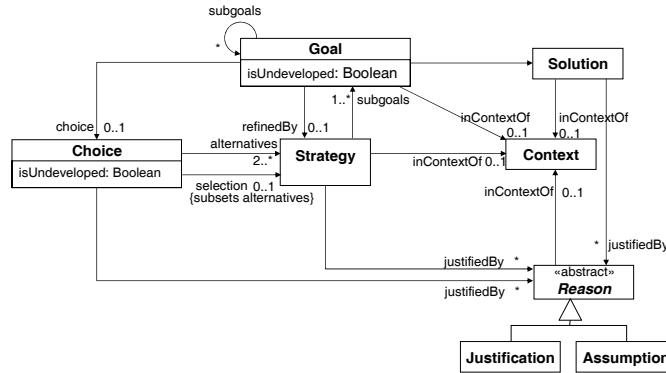 subgoals
*
Goal
isUndeveloped: Boolean
Solution
1..* subgoals
choice 0..1
refinedBy 0..1
inContextOf
0..1
inContextOf
0..1
alternatives
2..*
Choice
isUndeveloped: Boolean
Strategy
inContextOf 0..1
Context
selection 0..1
{subsets alternatives}
inContextOf
0..1
justifiedBy *
* justifiedBy
justifiedBy *
«abstract»
Reason
Justification
Assumption